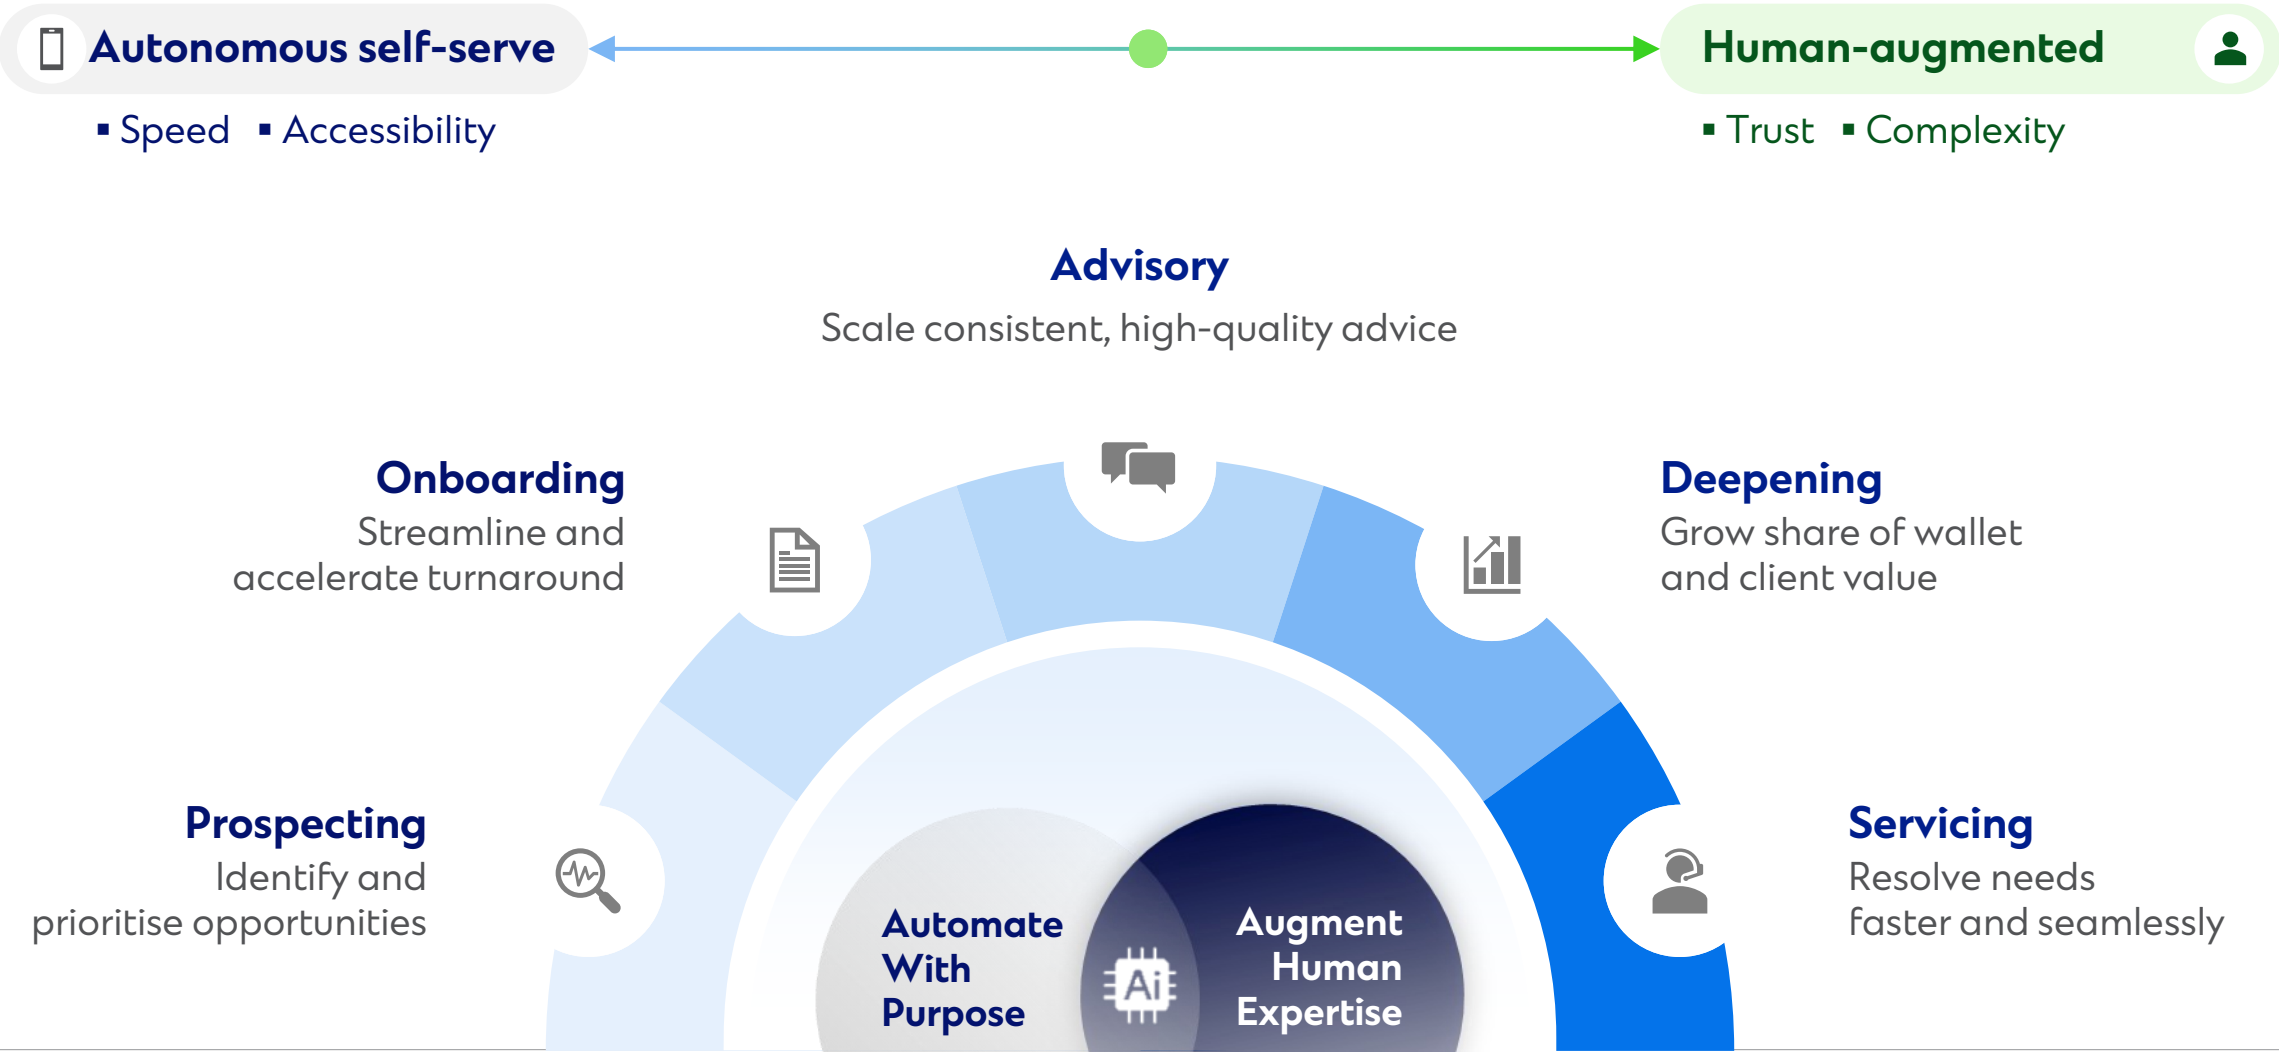 Autonomous self-serve
Human-augmented
▪ Speed ▪ Accessibility
▪ Trust ▪ Complexity
Advisory
Scale consistent, high-quality advice
Onboarding
Streamline and
accelerate turnaround
Deepening
Grow share of wallet
and client value
Prospecting
Identify and
prioritise opportunities
Servicing
Resolve needs
faster and seamlessly
Automate
With
Purpose
Ai
Augment
Human
Expertise